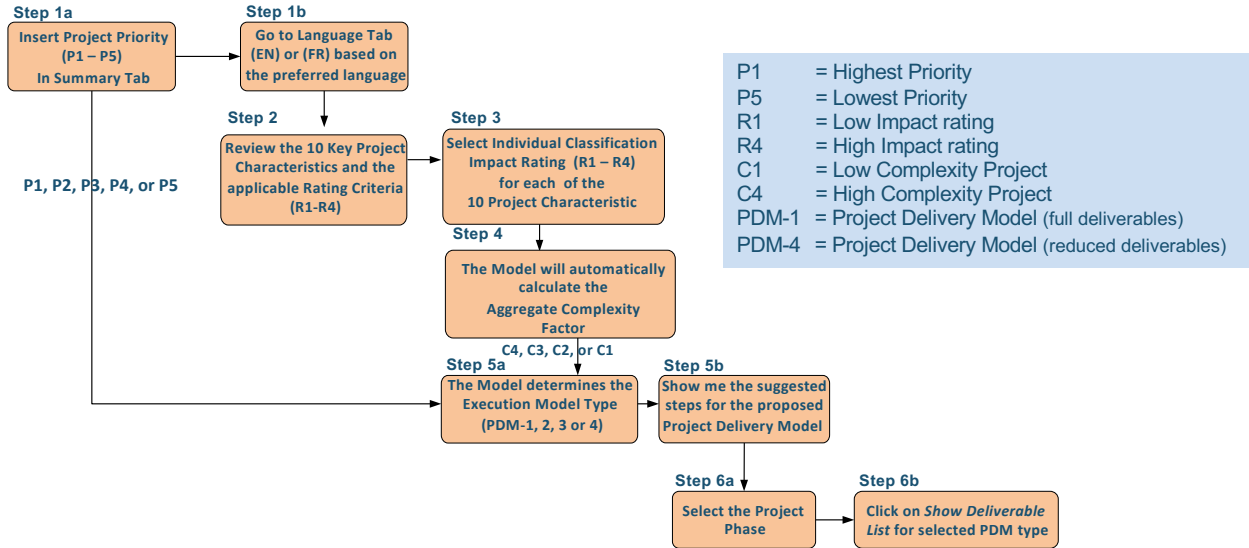 Step 1a
Insert Project Priority
(P1 – P5)
In Summary Tab
Step 1b
Go to Language Tab
(EN) or (FR) based on
the preferred language
P1 = Highest Priority
P5 = Lowest Priority
R1 = Low Impact rating
R4 = High Impact rating
C1 = Low Complexity Project
C4 = High Complexity Project
PDM-1 = Project Delivery Model (full deliverables)
PDM-4 = Project Delivery Model (reduced deliverables)
P1, P2, P3, P4, or P5
Step 2
Review the 10 Key Project
Characteristics and the
applicable Rating Criteria
(R1-R4)
Step 3
Select Individual Classification
Impact Rating (R1 – R4)
for each of the
10 Project Characteristic
Step 4
The Model will automatically
calculate the
Aggregate Complexity
Factor
C4, C3, C2, or C1
Step 5a
The Model determines the
Execution Model Type
(PDM-1, 2, 3 or 4)
Step 5b
Show me the suggested
steps for the proposed
Project Delivery Model
Step 6a
Select the Project
Phase
Step 6b
Click on Show Deliverable
List for selected PDM type